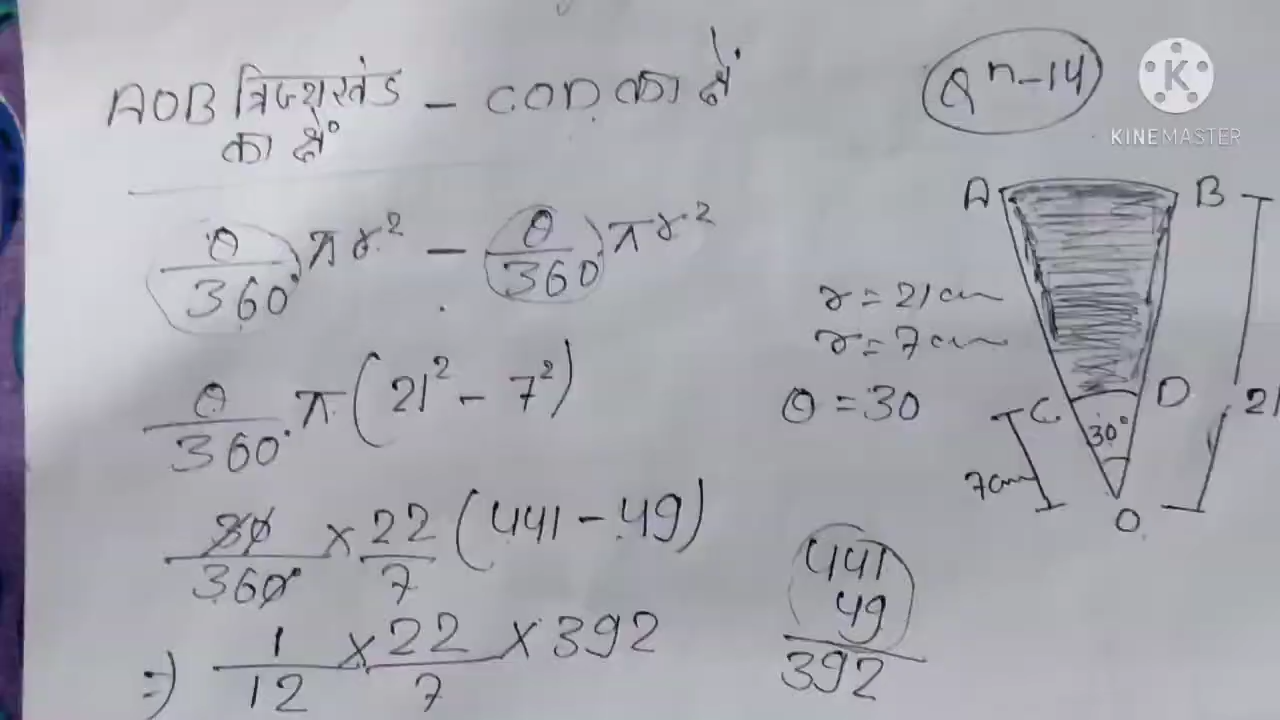 AOB त्रिज्यखंड – COD का क्षे॰
का क्षे॰
Qn-14
KINEMASTER
θ/360° πr² – θ/360 πr²
θ/360° π(21² – 7²)
30/360° × 22/7 (441 – 49)
=) 1/12 × 22/7 × 392
r = 21cm
r = 7cm
θ = 30
A
B
C
D
30°
7cm
O
21
441
49
392